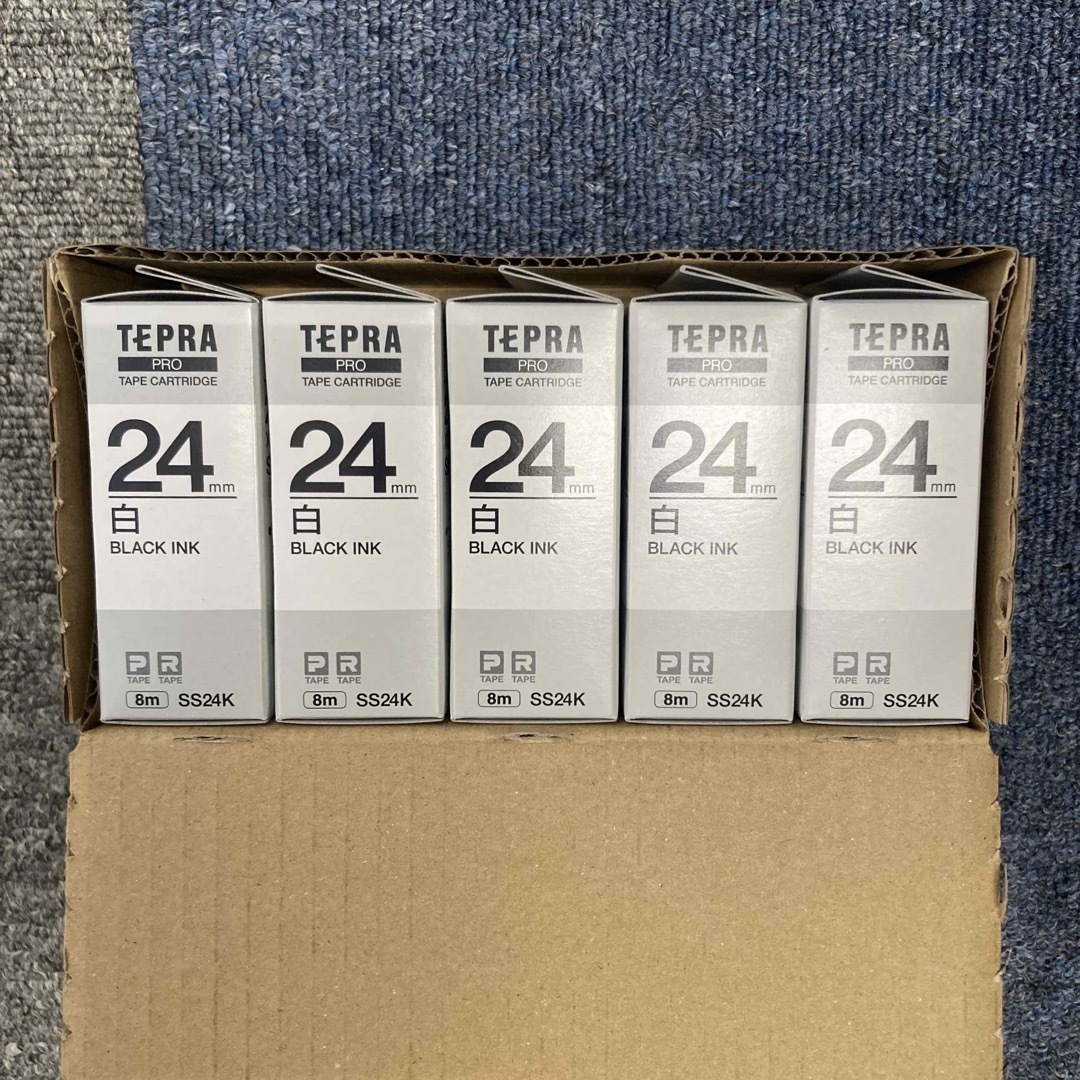 TEPRA
PRO
TAPE CARTRIDGE
24mm
白
BLACK INK
P R
TAPE TAPE
8m SS24K
TEPRA
PRO
TAPE CARTRIDGE
24mm
白
BLACK INK
P R
TAPE TAPE
8m SS24K
TEPRA
PRO
TAPE CARTRIDGE
24mm
白
BLACK INK
P R
TAPE TAPE
8m SS24K
TEPRA
PRO
TAPE CARTRIDGE
24mm
白
BLACK INK
P R
TAPE TAPE
8m SS24K
TEPRA
PRO
TAPE CARTRIDGE
24mm
白
BLACK INK
P R
TAPE TAPE
8m SS24K